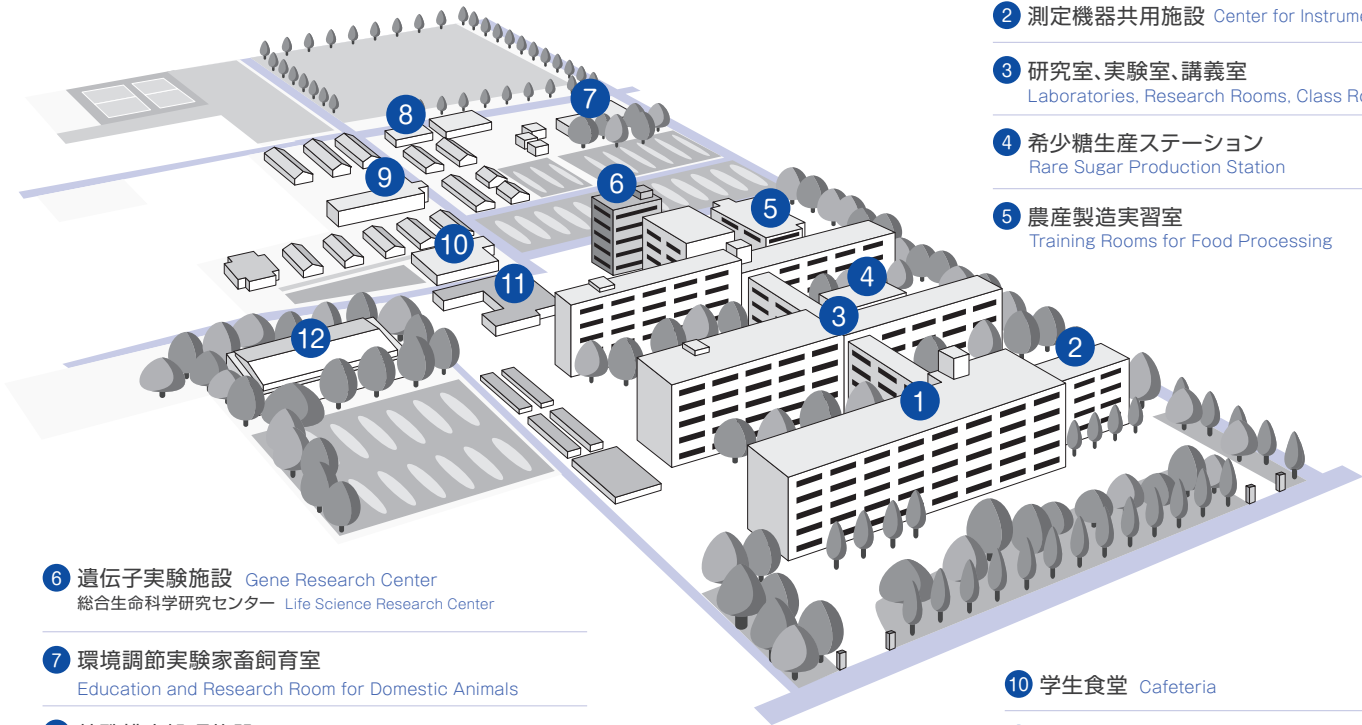 2 測定機器共用施設 Center for Instrume
3 研究室、実験室、講義室
Laboratories, Research Rooms, Class Ro
4 希少糖生産ステーション
Rare Sugar Production Station
5 農産製造実習室
Training Rooms for Food Processing
7
8
6
9
5
10
4
11
3
12
2
1
6 遺伝子実験施設 Gene Research Center
総合生命科学研究センター Life Science Research Center
7 環境調節実験家畜飼育室
Education and Research Room for Domestic Animals
10 学生食堂 Cafeteria